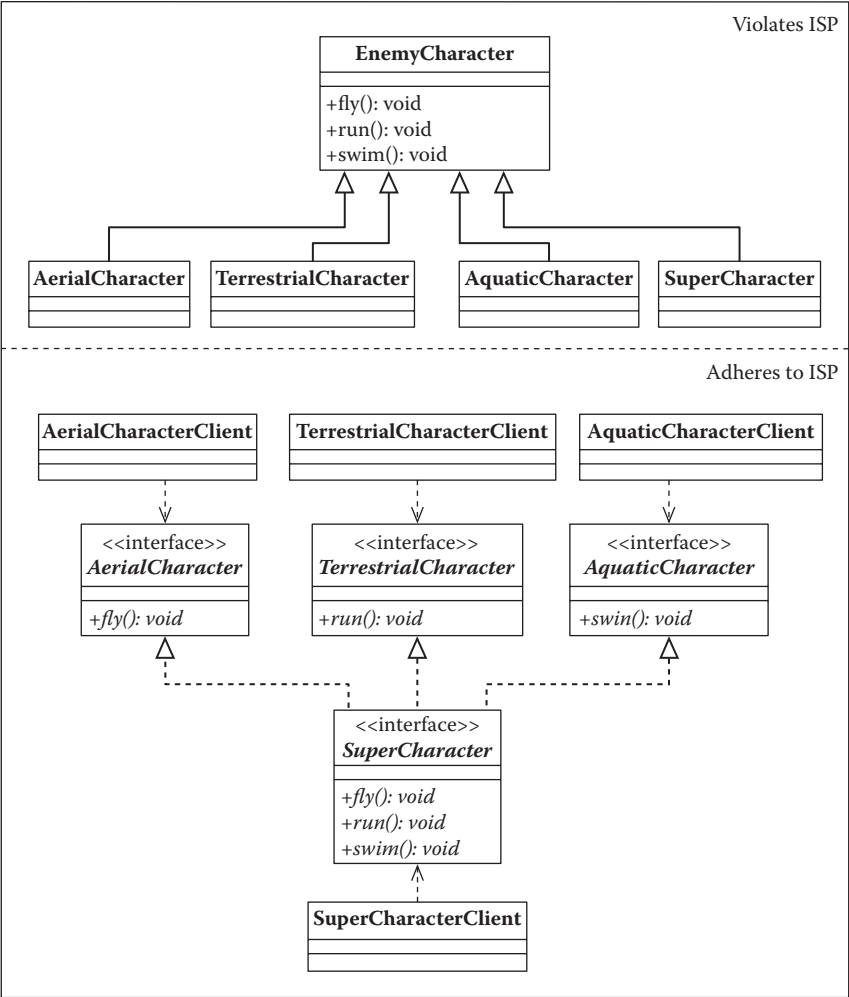 Violates ISP
EnemyCharacter
+fly(): void
+run(): void
+swim(): void
AerialCharacter
TerrestrialCharacter
AquaticCharacter
SuperCharacter
Adheres to ISP
AerialCharacterClient
TerrestrialCharacterClient
AquaticCharacterClient
<<interface>>
AerialCharacter
+fly(): void
<<interface>>
TerrestrialCharacter
+run(): void
<<interface>>
AquaticCharacter
+swin(): void
<<interface>>
SuperCharacter
+fly(): void
+run(): void
+swim(): void
SuperCharacterClient